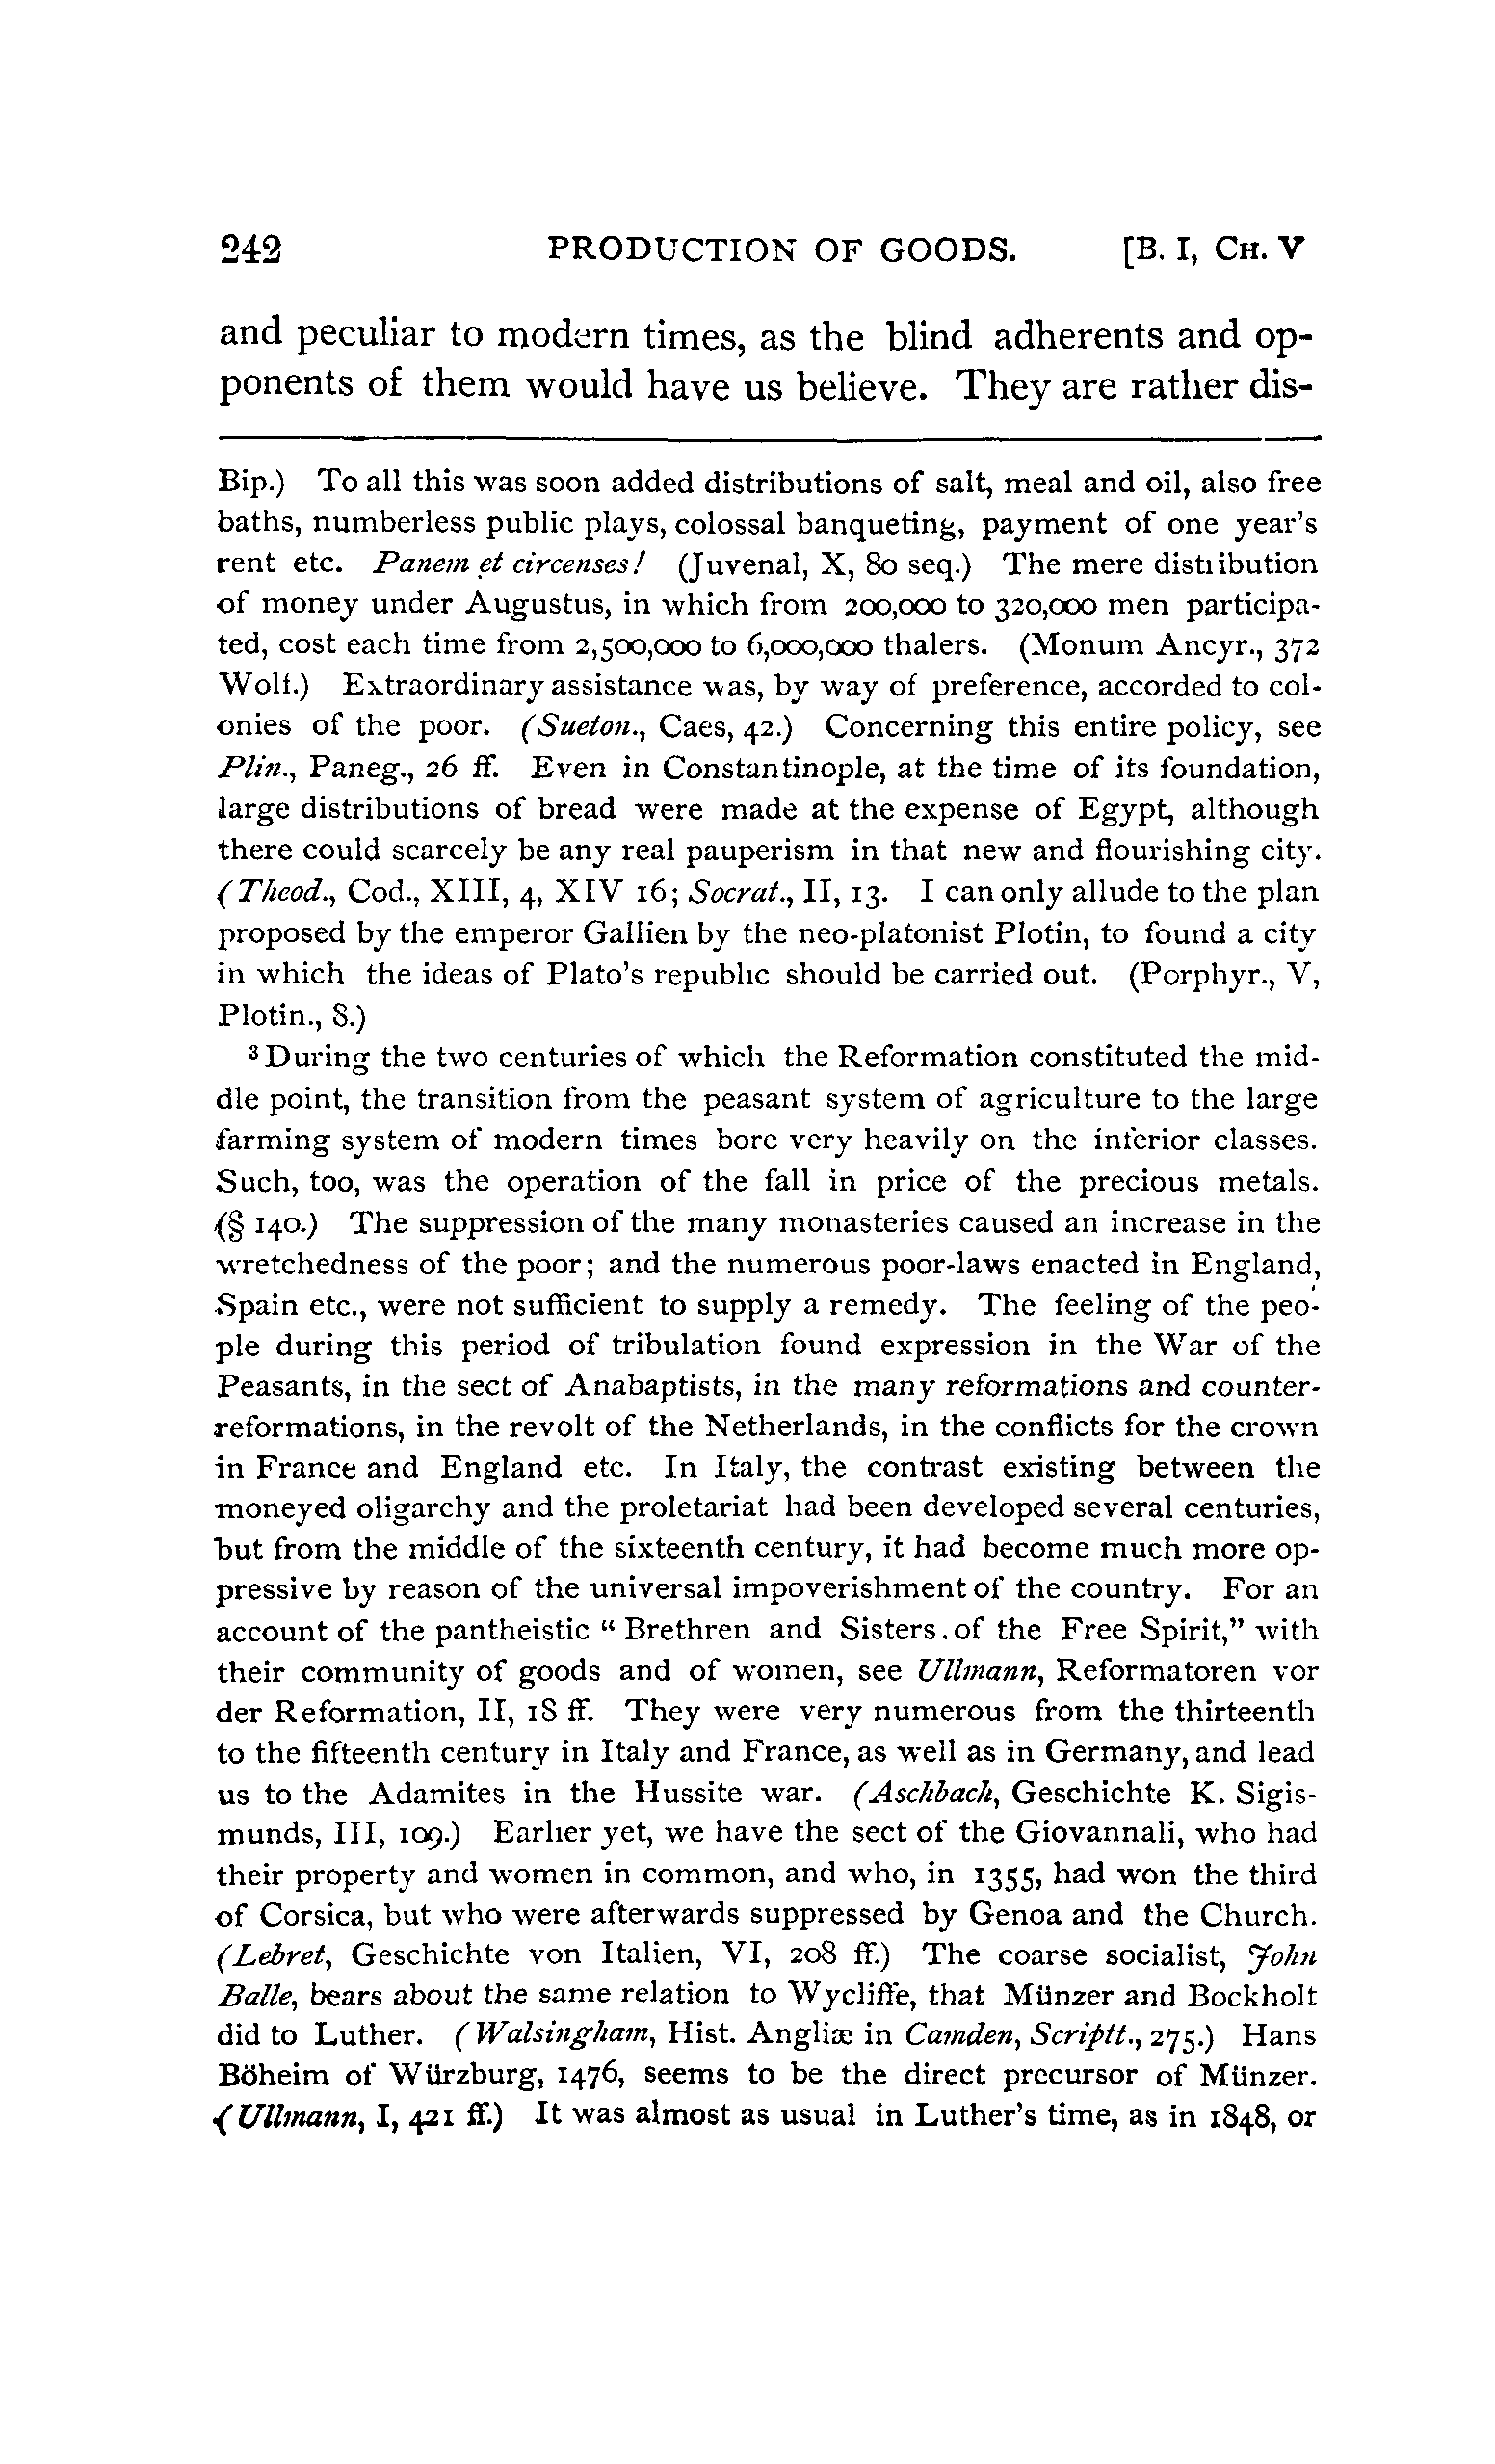 242 PRODUCTION OF GOODS. [B. I, CH. V
and peculiar to modern times, as the blind adherents and op-
ponents of them would have us believe. They are rather dis-
Bip.) To all this was soon added distributions of salt, meal and oil, also free
baths, numberless public plays, colossal banqueting, payment of one year's
rent etc. Panem et circenses! (Juvenal, X, 80 seq.) The mere distribution
of money under Augustus, in which from 200,000 to 320,000 men participa-
ted, cost each time from 2,500,000 to 6,000,000 thalers. (Monum Ancyr., 372
Wolf.) Extraordinary assistance was, by way of preference, accorded to col-
onies of the poor. (Sueton., Caes, 42.) Concerning this entire policy, see
Plin., Paneg., 26 ff. Even in Constantinople, at the time of its foundation,
large distributions of bread were made at the expense of Egypt, although
there could scarcely be any real pauperism in that new and flourishing city.
(Theod., Cod., XIII, 4, XIV 16; Socrat., II, 13. I can only allude to the plan
proposed by the emperor Gallien by the neo-platonist Plotin, to found a city
in which the ideas of Plato's republic should be carried out. (Porphyr., V,
Plotin., 8.)
³ During the two centuries of which the Reformation constituted the mid-
dle point, the transition from the peasant system of agriculture to the large
farming system of modern times bore very heavily on the inferior classes.
Such, too, was the operation of the fall in price of the precious metals.
(§ 140.) The suppression of the many monasteries caused an increase in the
wretchedness of the poor; and the numerous poor-laws enacted in England,
Spain etc., were not sufficient to supply a remedy. The feeling of the peo-
ple during this period of tribulation found expression in the War of the
Peasants, in the sect of Anabaptists, in the many reformations and counter-
reformations, in the revolt of the Netherlands, in the conflicts for the crown
in France and England etc. In Italy, the contrast existing between the
moneyed oligarchy and the proletariat had been developed several centuries,
but from the middle of the sixteenth century, it had become much more op-
pressive by reason of the universal impoverishment of the country. For an
account of the pantheistic "Brethren and Sisters of the Free Spirit," with
their community of goods and of women, see Ullmann, Reformatoren vor
der Reformation, II, 18 ff. They were very numerous from the thirteenth
to the fifteenth century in Italy and France, as well as in Germany, and lead
us to the Adamites in the Hussite war. (Aschbach, Geschichte K. Sigis-
munds, III, 109.) Earlier yet, we have the sect of the Giovannali, who had
their property and women in common, and who, in 1355, had won the third
of Corsica, but who were afterwards suppressed by Genoa and the Church.
(Lebret, Geschichte von Italien, VI, 208 ff.) The coarse socialist, John
Balle, bears about the same relation to Wycliffe, that Münzer and Bockholt
did to Luther. (Walsingham, Hist. Angliæ in Camden, Scriptt., 275.) Hans
Böheim of Würzburg, 1476, seems to be the direct precursor of Münzer.
(Ullmann, I, 421 ff.) It was almost as usual in Luther's time, as in 1848, or